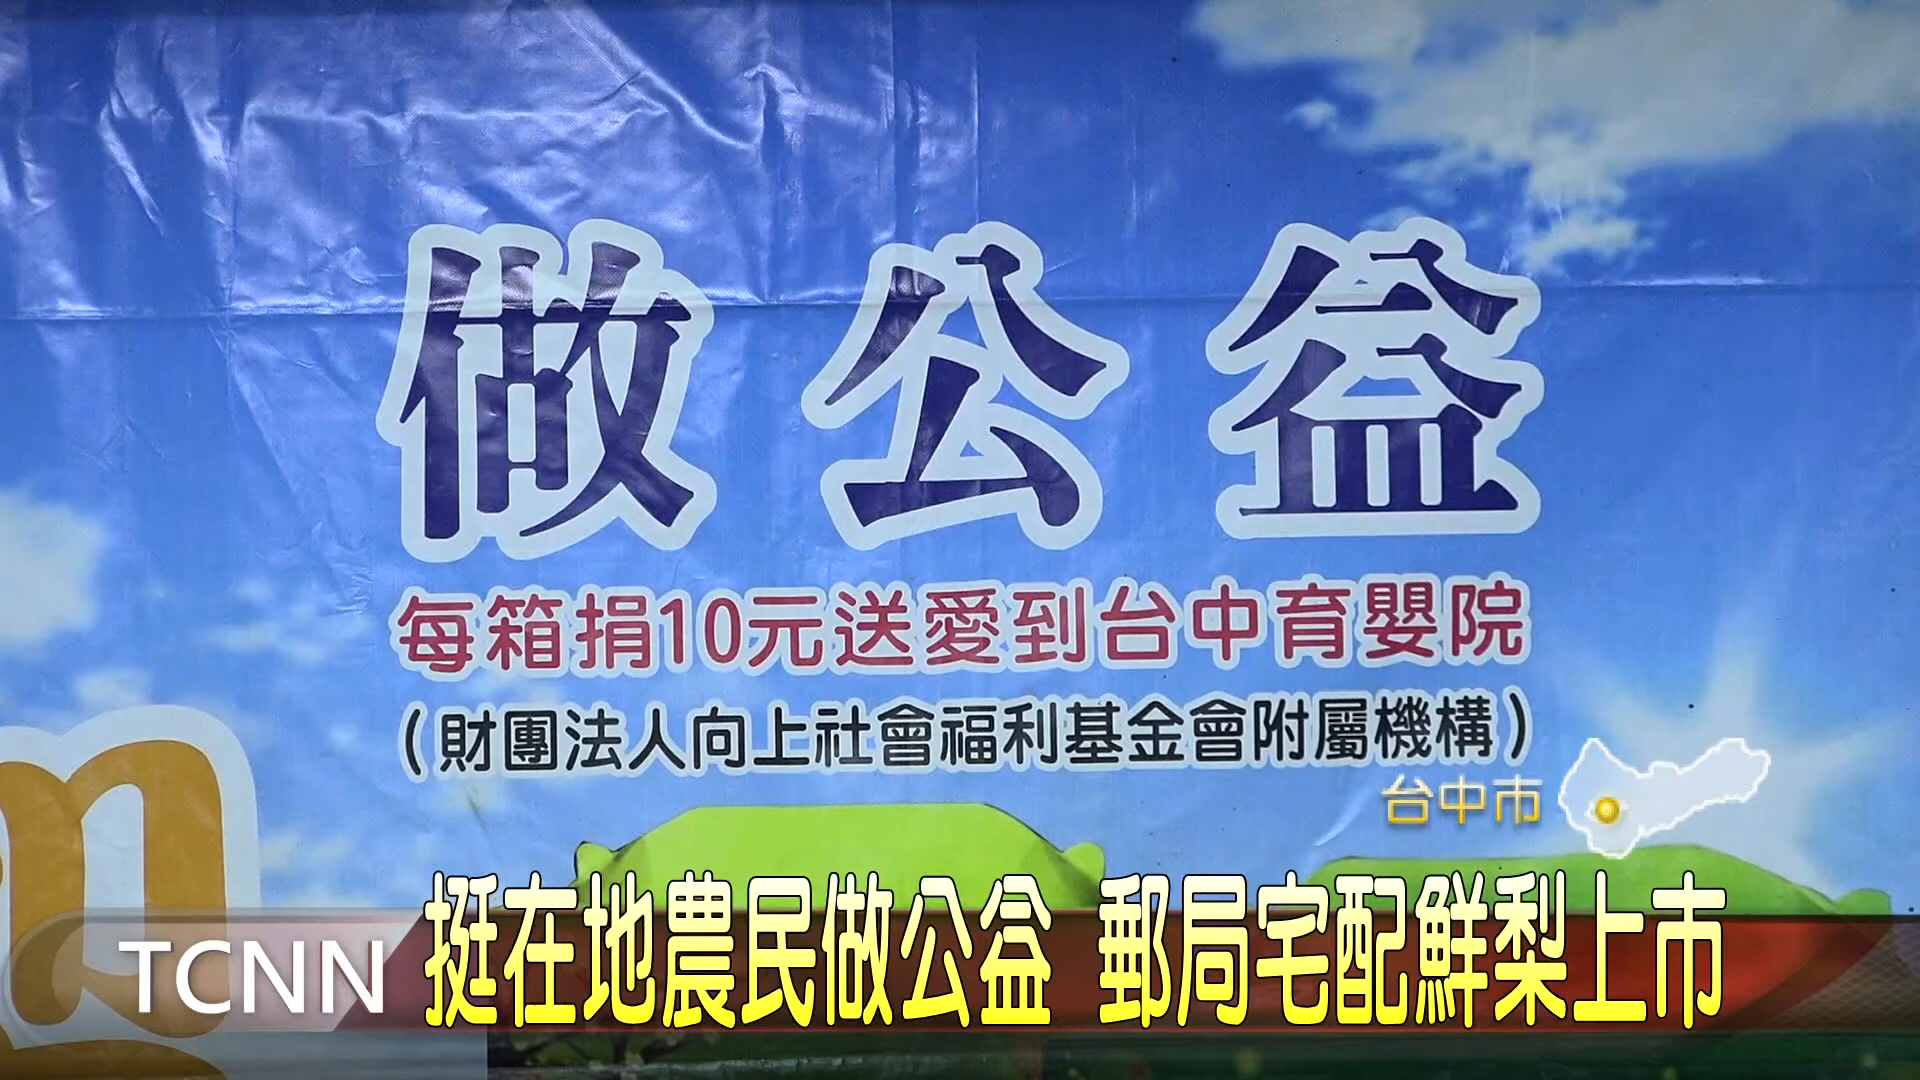 做公益
每箱捐10元送愛到台中育嬰院
(財團法人向上社會福利基金會附屬機構)
台中市
TCNN 挺在地農民做公益 郵局宅配鮮梨上市